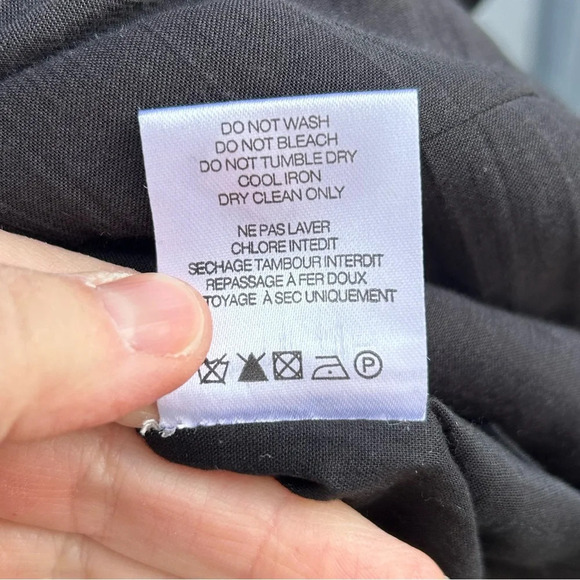 DO NOT WASH
DO NOT BLEACH
DO NOT TUMBLE DRY
COOL IRON
DRY CLEAN ONLY
NE PAS LAVER
CHLORE INTEDIT
SECHAGE TAMBOUR INTERDIT
REPASSAGE À FER DOUX
TOYAGE À SEC UNIQUEMENT
P